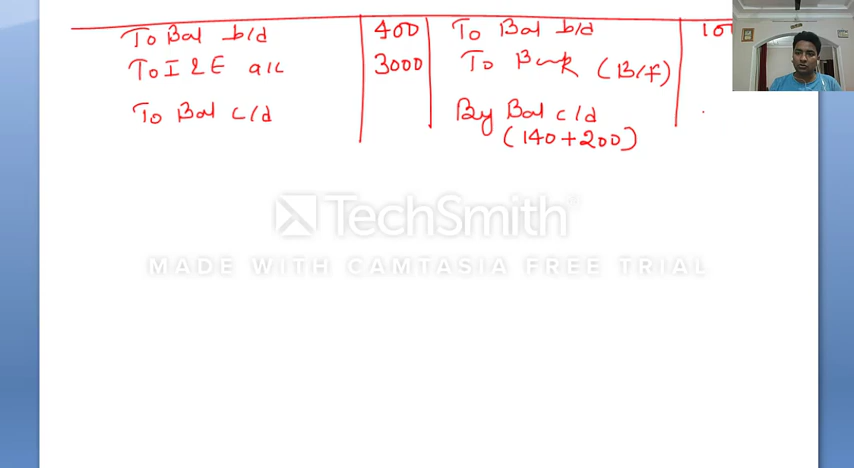 To Bal b/d 400 To Bal b/d 100
To I & E a/c 3000 To Bank (B/f)
To Bal c/d By Bal c/d
(140+200)
TechSmith
MADE WITH CAMTASIA FREE TRIAL